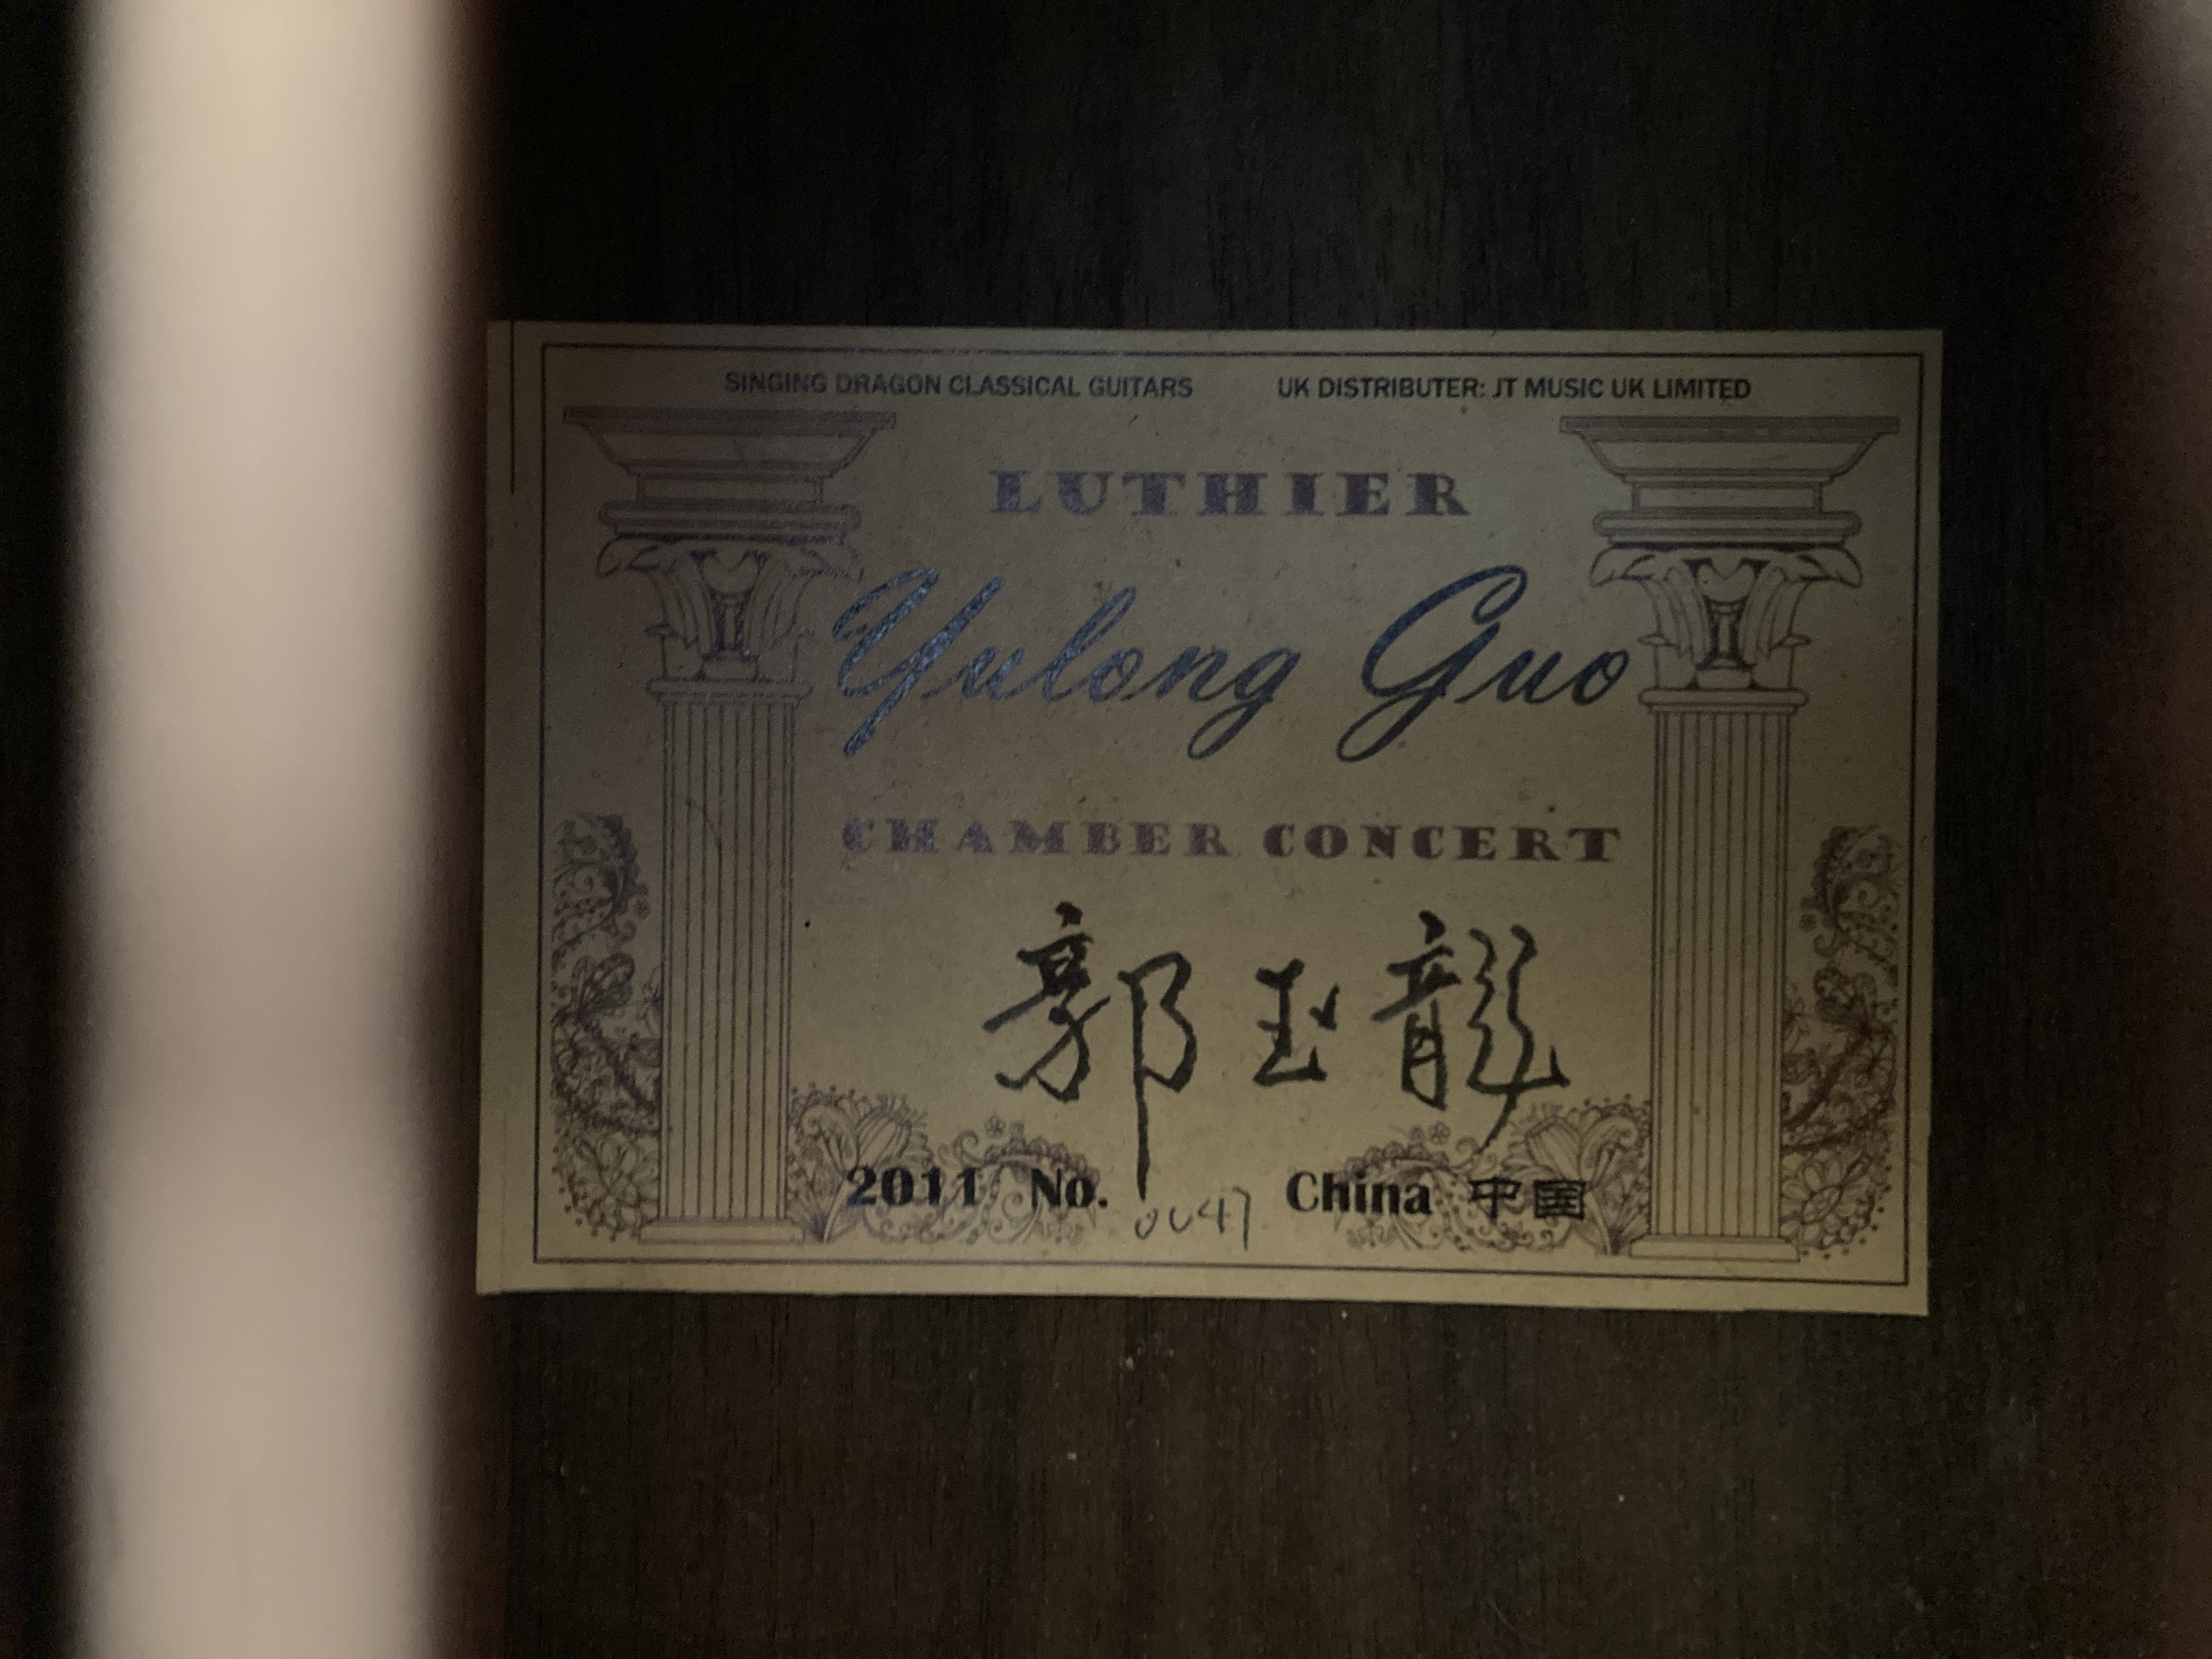 SINGING DRAGON CLASSICAL GUITARS UK DISTRIBUTER: JT MUSIC UK LIMITED
LUTHIER
Yulong Guo
CHAMBER CONCERT
郭玉龍
2011 No. 0047 China 中国